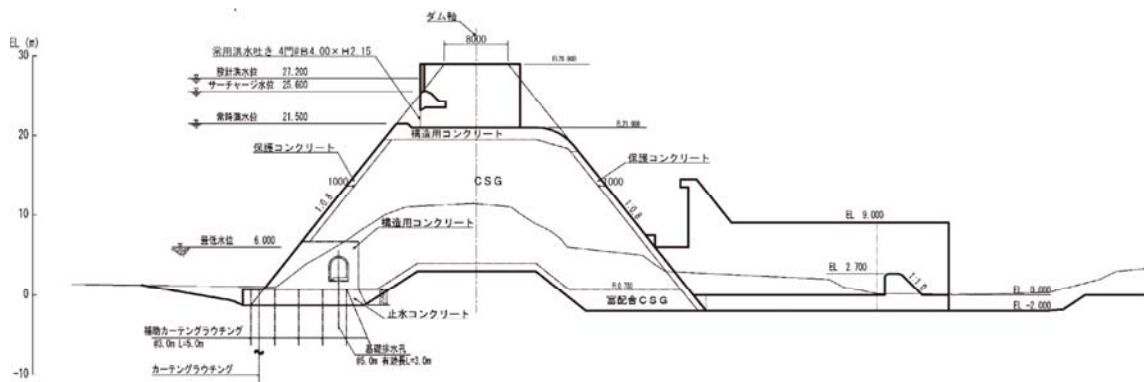 ダム軸
EL (m)
8000
常用洪水吐き 4門@B4.00×H2.15
30
設計洪水位 27.200
サーチャージ水位 25.600
常時満水位 21.500
20
構造用コンクリート
保護コンクリート
保護コンクリート
1000
1000
CSG
10
構造用コンクリート
EL 9.000
最低水位 6.000
EL 2.700
1:1.0
0
EL 0.000
富配合CSG
EL -2.000
止水コンクリート
補助カーテングラウチング
@3.0m L=5.0m
基礎排水孔
カーテングラウチング
-10